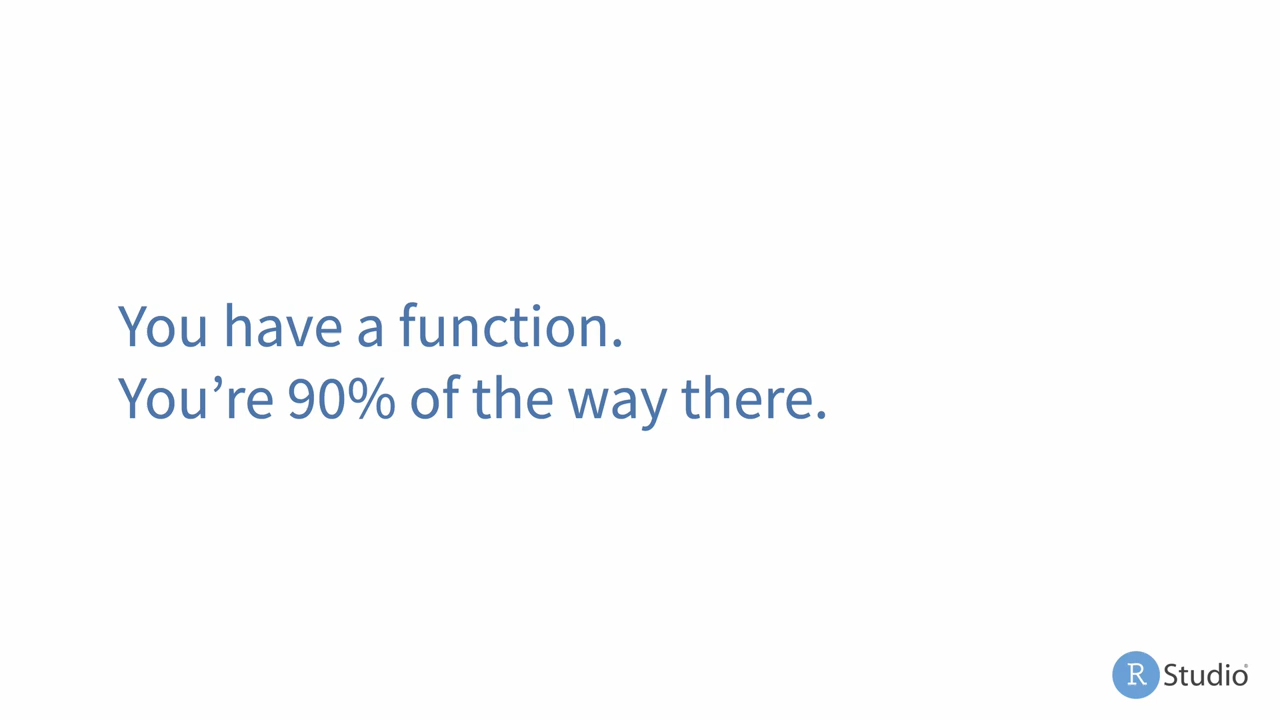 You have a function.
You’re 90% of the way there.
R Studio®